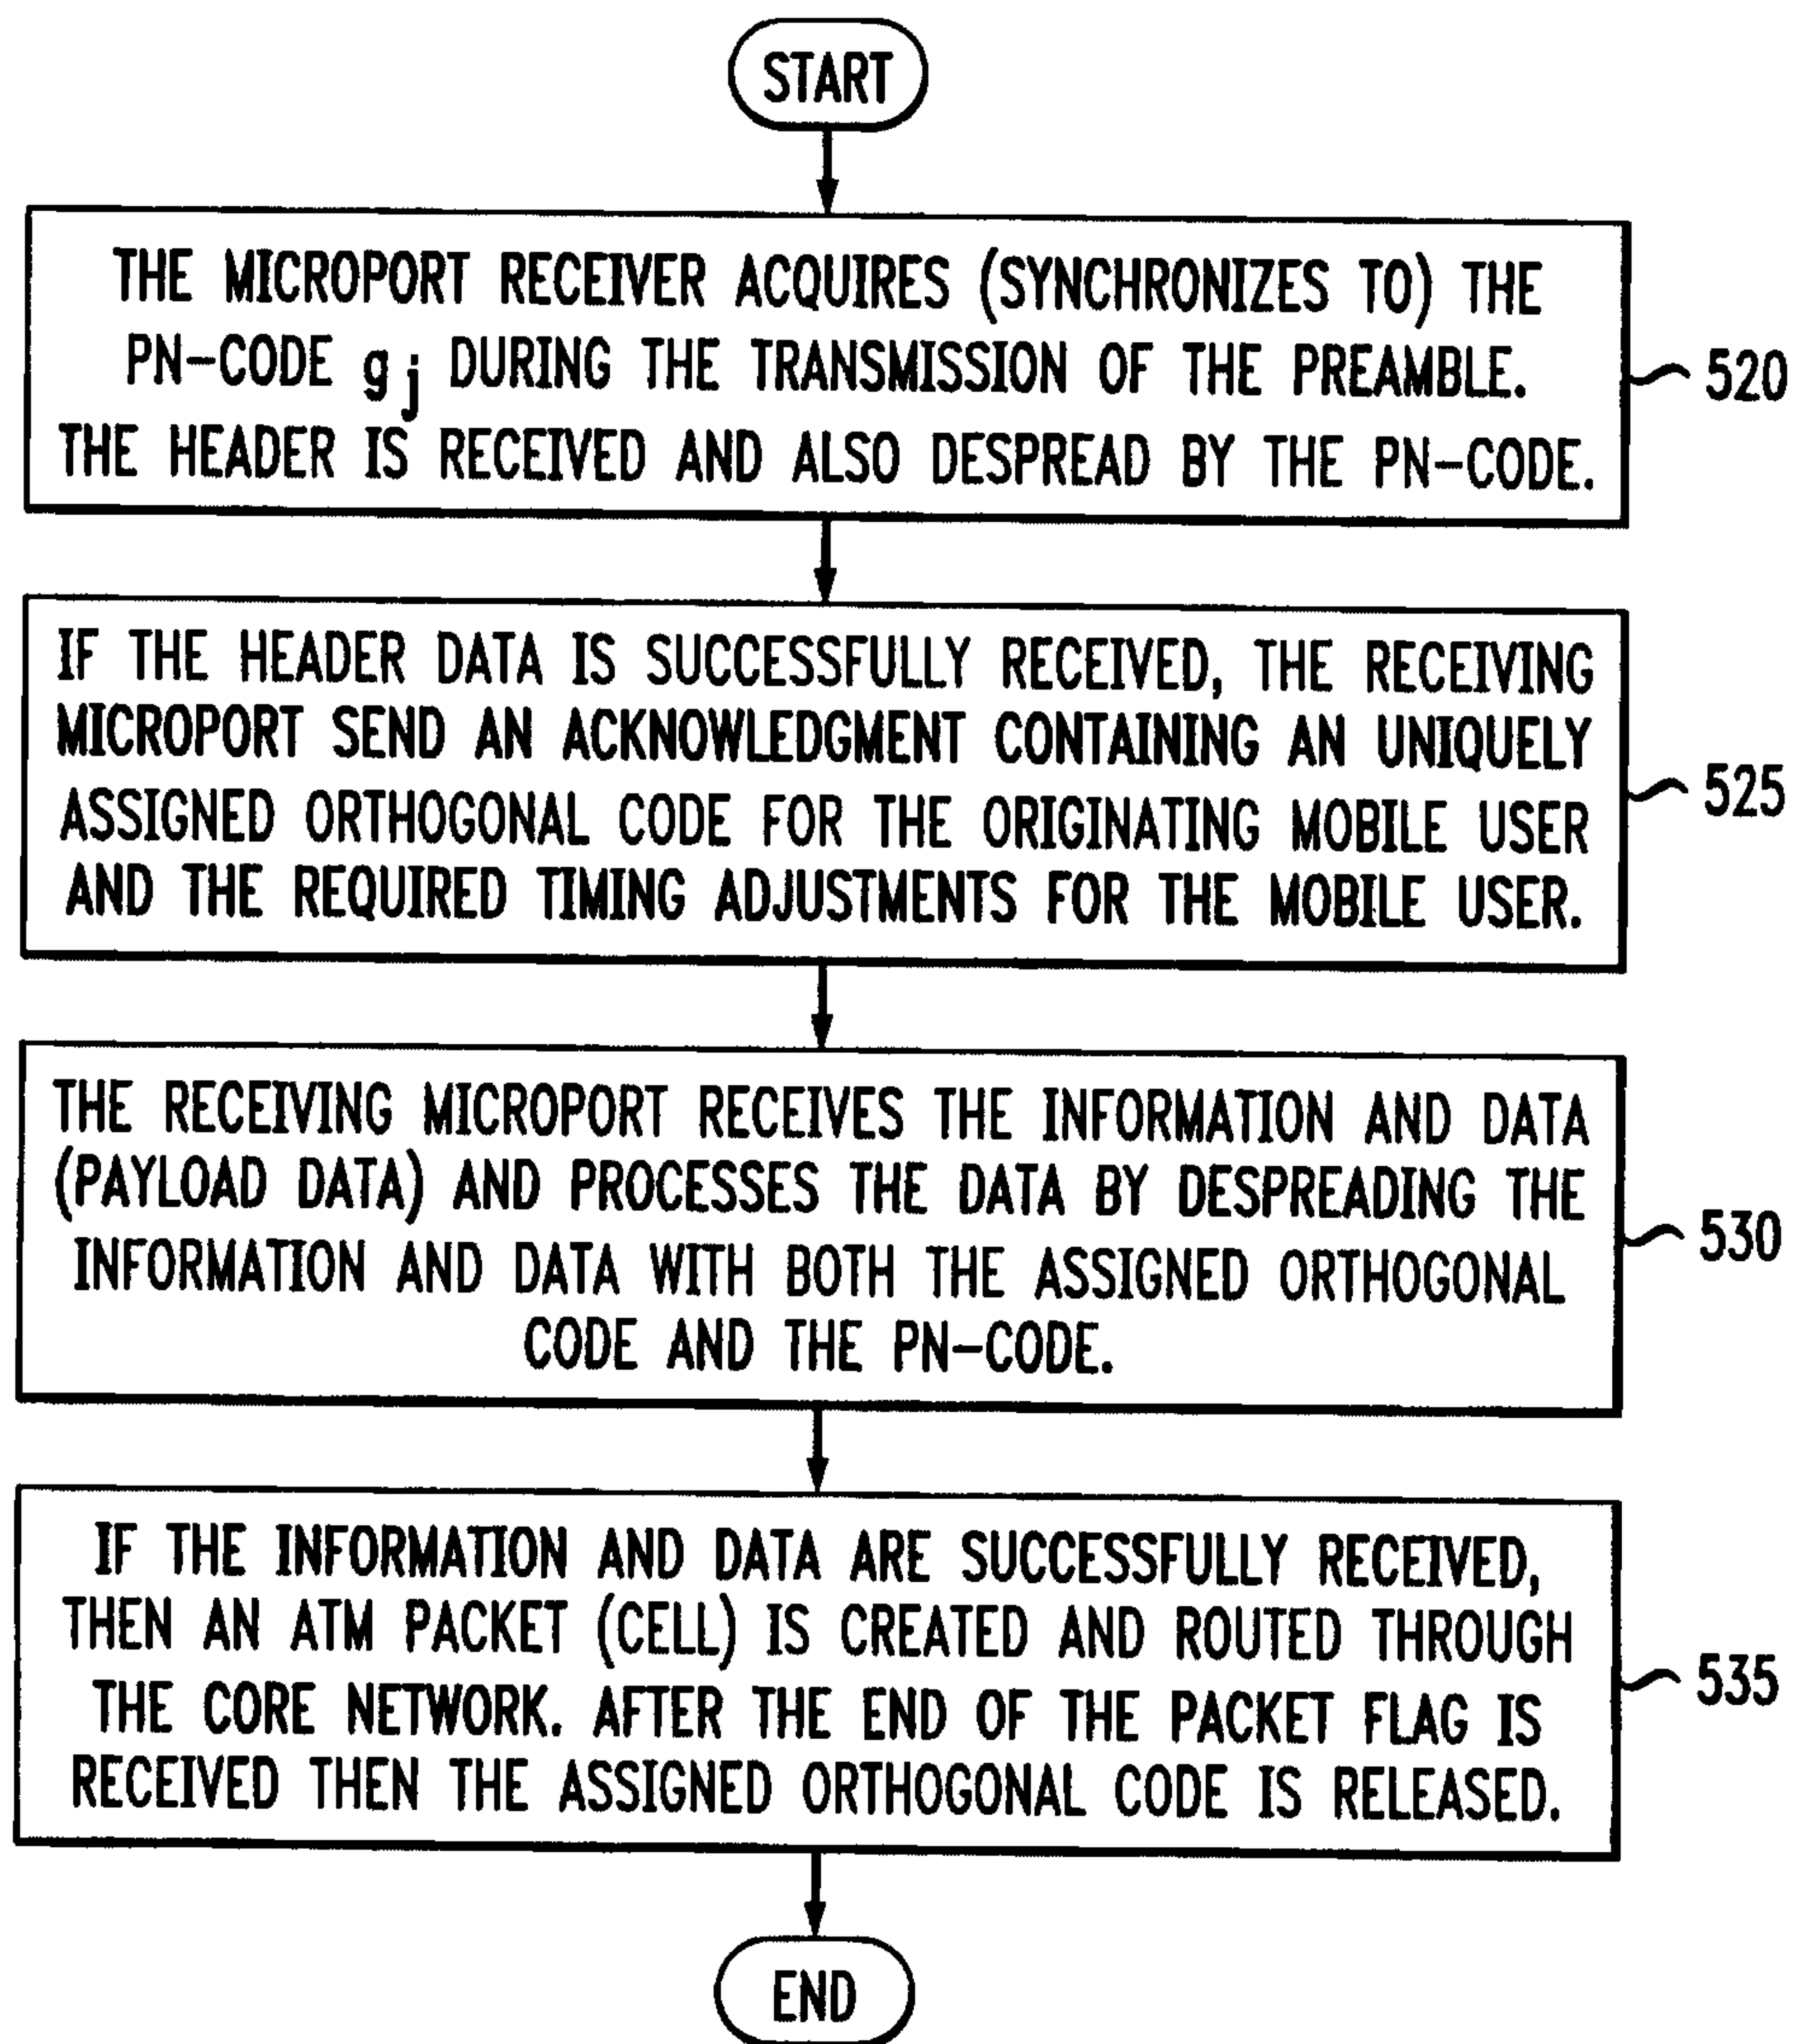 START
THE MICROPORT RECEIVER ACQUIRES (SYNCHRONIZES TO) THE
PN-CODE gj DURING THE TRANSMISSION OF THE PREAMBLE.
THE HEADER IS RECEIVED AND ALSO DESPREAD BY THE PN-CODE.
520
IF THE HEADER DATA IS SUCCESSFULLY RECEIVED, THE RECEIVING
MICROPORT SEND AN ACKNOWLEDGMENT CONTAINING AN UNIQUELY
ASSIGNED ORTHOGONAL CODE FOR THE ORIGINATING MOBILE USER
AND THE REQUIRED TIMING ADJUSTMENTS FOR THE MOBILE USER.
525
THE RECEIVING MICROPORT RECEIVES THE INFORMATION AND DATA
(PAYLOAD DATA) AND PROCESSES THE DATA BY DESPREADING THE
INFORMATION AND DATA WITH BOTH THE ASSIGNED ORTHOGONAL
CODE AND THE PN-CODE.
530
IF THE INFORMATION AND DATA ARE SUCCESSFULLY RECEIVED,
THEN AN ATM PACKET (CELL) IS CREATED AND ROUTED THROUGH
THE CORE NETWORK. AFTER THE END OF THE PACKET FLAG IS
RECEIVED THEN THE ASSIGNED ORTHOGONAL CODE IS RELEASED.
535
END